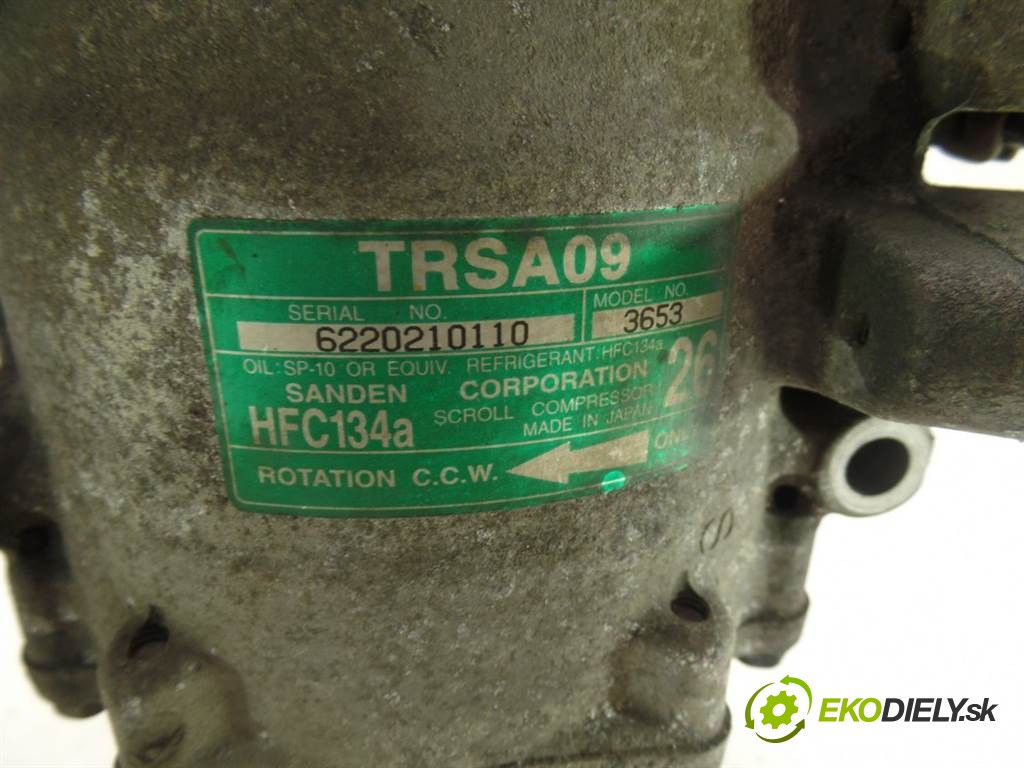 TRSA09
SERIAL NO.
6220210110
MODEL NO.
3653
OIL: SP-10 OR EQUIV. REFRIGERANT: HFC134a
SANDEN CORPORATION
26
HFC134a
SCROLL COMPRESSOR
MADE IN JAPAN
ROTATION C.C.W.
S
EKODIELY.sk